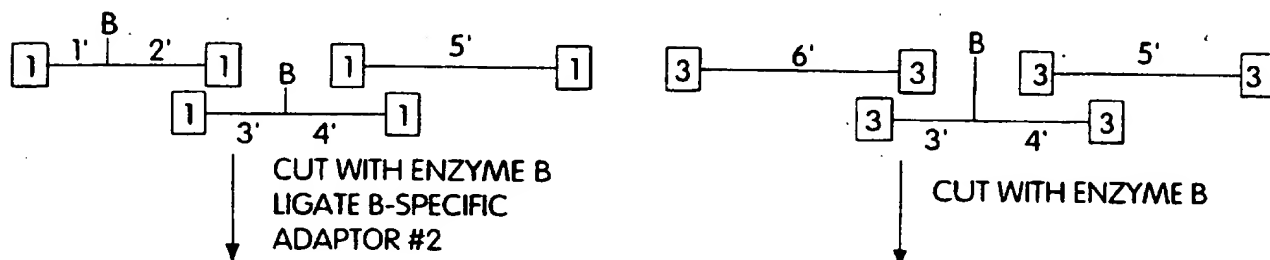 B
1 1' 2' 1
1 5' 1
B
1 3' 4' 1
CUT WITH ENZYME B
LIGATE B-SPECIFIC
ADAPTOR #2
3 6' 3
B
3 5' 3
3 3' 4' 3
CUT WITH ENZYME B